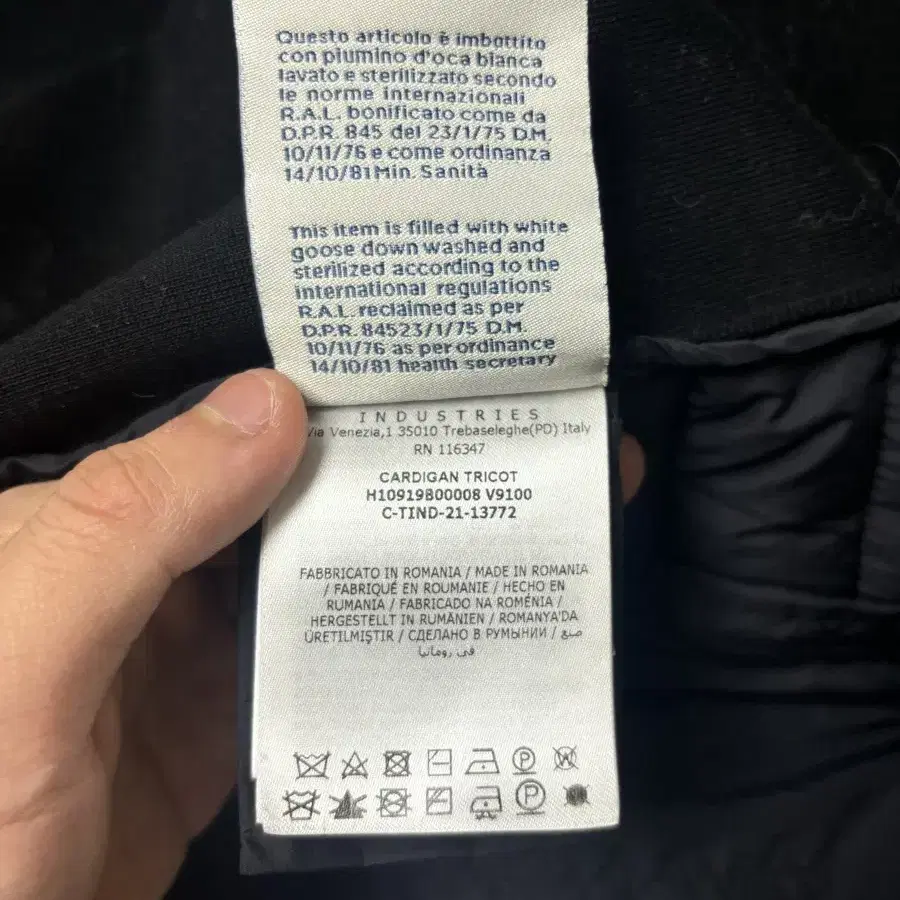 Questo articolo è imbottito
con piumino d'oca bianca
lavato e sterilizzato secondo
le norme internazionali
R.A.L. bonificato come da
D.P.R. 845 del 23/1/75 D.M.
10/11/76 e come ordinanza
14/10/81 Min. Sanità
This item is filled with white
goose down washed and
sterilized according to the
international regulations
R.A.L. reclaimed as per
D.P.R. 84523/1/75 D.M.
10/11/76 as per ordinance
14/10/81 health secretary
INDUSTRIES
Via Venezia,1 35010 Trebaseleghe(PD) Italy
RN 116347
CARDIGAN TRICOT
H10919B00008 V9100
C-TIND-21-13772
FABBRICATO IN ROMANIA / MADE IN ROMANIA
/ FABRIQUÉ EN ROUMANIE / HECHO EN
RUMANIA / FABRICADO NA ROMÉNIA /
HERGESTELLT IN RUMÄNIEN / ROMANYA'DA
ÜRETILMIŞTIR / СДЕЛАНО В РУМЫНИИ / صنع
في رومانيا